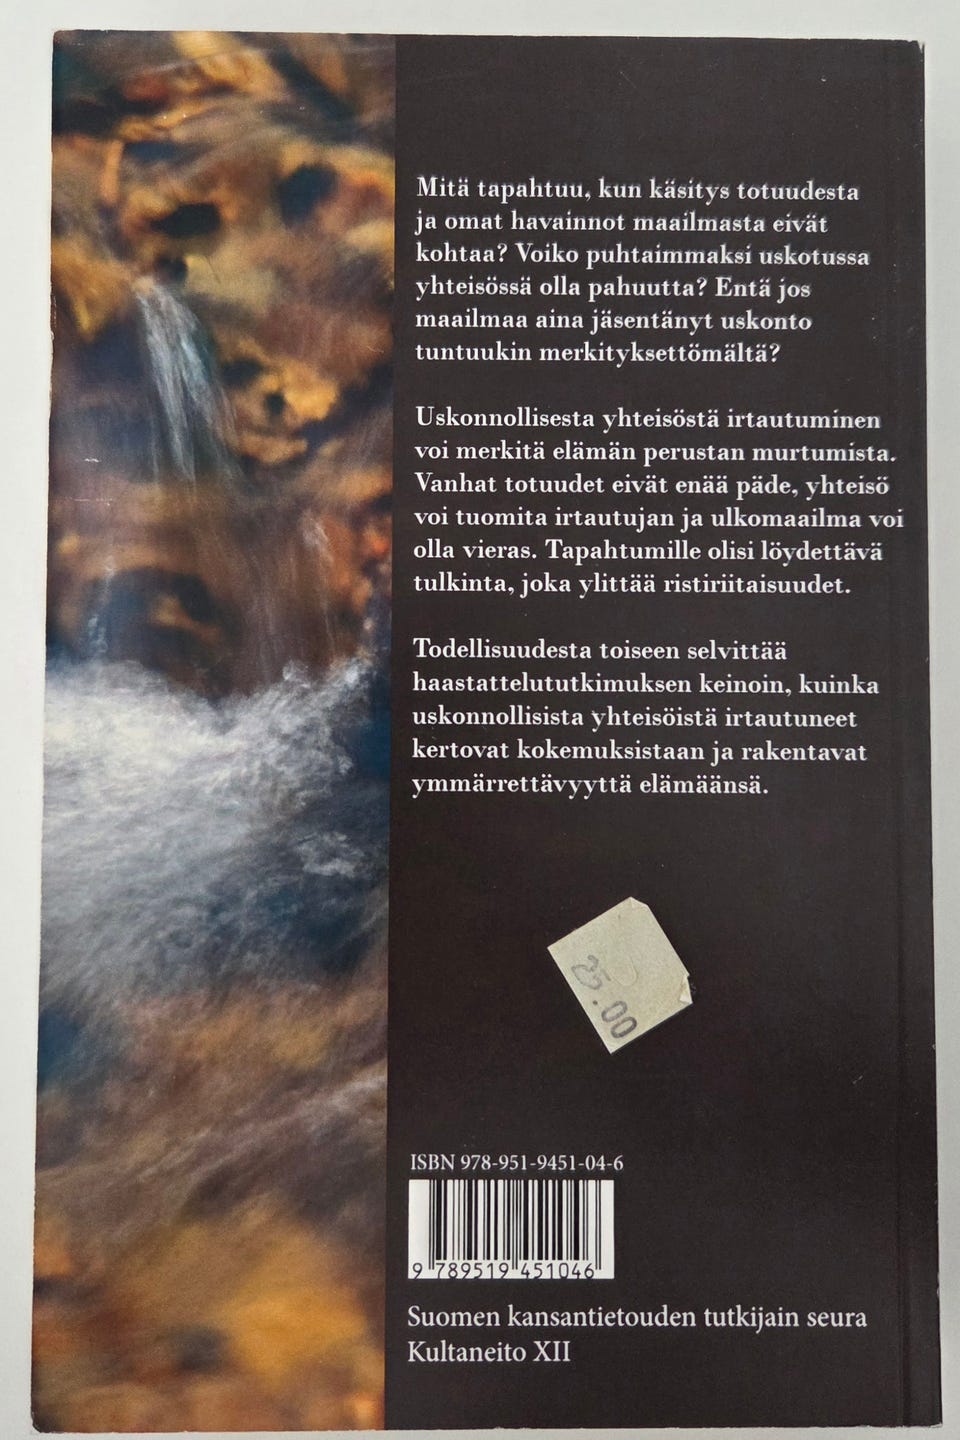 Mitä tapahtuu, kun käsitys totuudesta
ja omat havainnot maailmasta eivät
kohtaa? Voiko puhtaimmaksi uskotussa
yhteisössä olla pahuutta? Entä jos
maailmaa aina jäsentänyt uskonto
tuntuukin merkityksettömältä?
Uskonnollisesta yhteisöstä irtautuminen
voi merkitä elämän perustan murtumista.
Vanhat totuudet eivät enää päde, yhteisö
voi tuomita irtautujan ja ulkomaailma voi
olla vieras. Tapahtumille olisi löydettävä
tulkinta, joka ylittää ristiriitaisuudet.
Todellisuudesta toiseen selvittää
haastattelututkimuksen keinoin, kuinka
uskonnollisista yhteisöistä irtautuneet
kertovat kokemuksistaan ja rakentavat
ymmärrettävyyttä elämäänsä.
25.00
ISBN 978-951-9451-04-6
9 789519 451046
Suomen kansantietouden tutkijain seura
Kultaneito XII